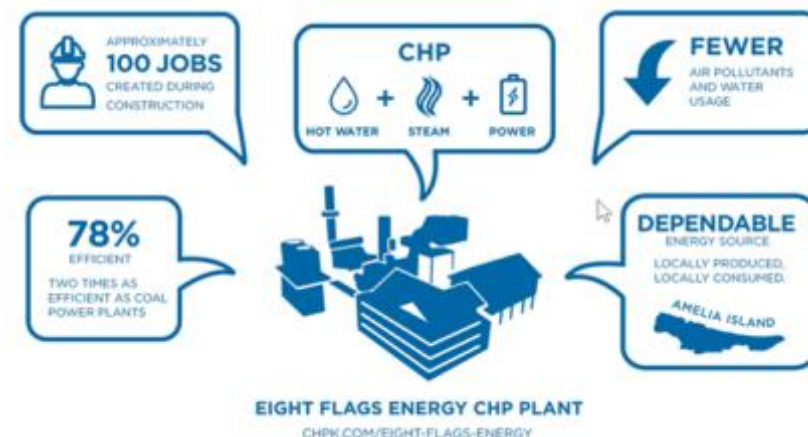 APPROXIMATELY
100 JOBS
CREATED DURING
CONSTRUCTION
CHP
HOT WATER + STEAM + POWER
FEWER
AIR POLLUTANTS
AND WATER
USAGE
78%
EFFICIENT
TWO TIMES AS
EFFICIENT AS COAL
POWER PLANTS
DEPENDABLE
ENERGY SOURCE
LOCALLY PRODUCED,
LOCALLY CONSUMED.
AMELIA ISLAND
EIGHT FLAGS ENERGY CHP PLANT
CHPK.COM/EIGHT-FLAGS-ENERGY